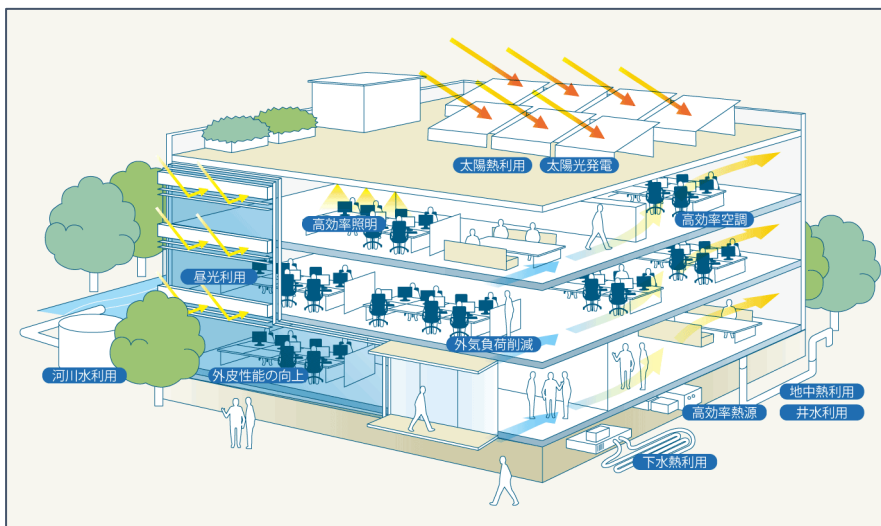 太陽熱利用
太陽光発電
高効率照明
高効率空調
昼光利用
外気負荷削減
河川水利用
外皮性能の向上
地中熱利用
高効率熱源
井水利用
下水熱利用